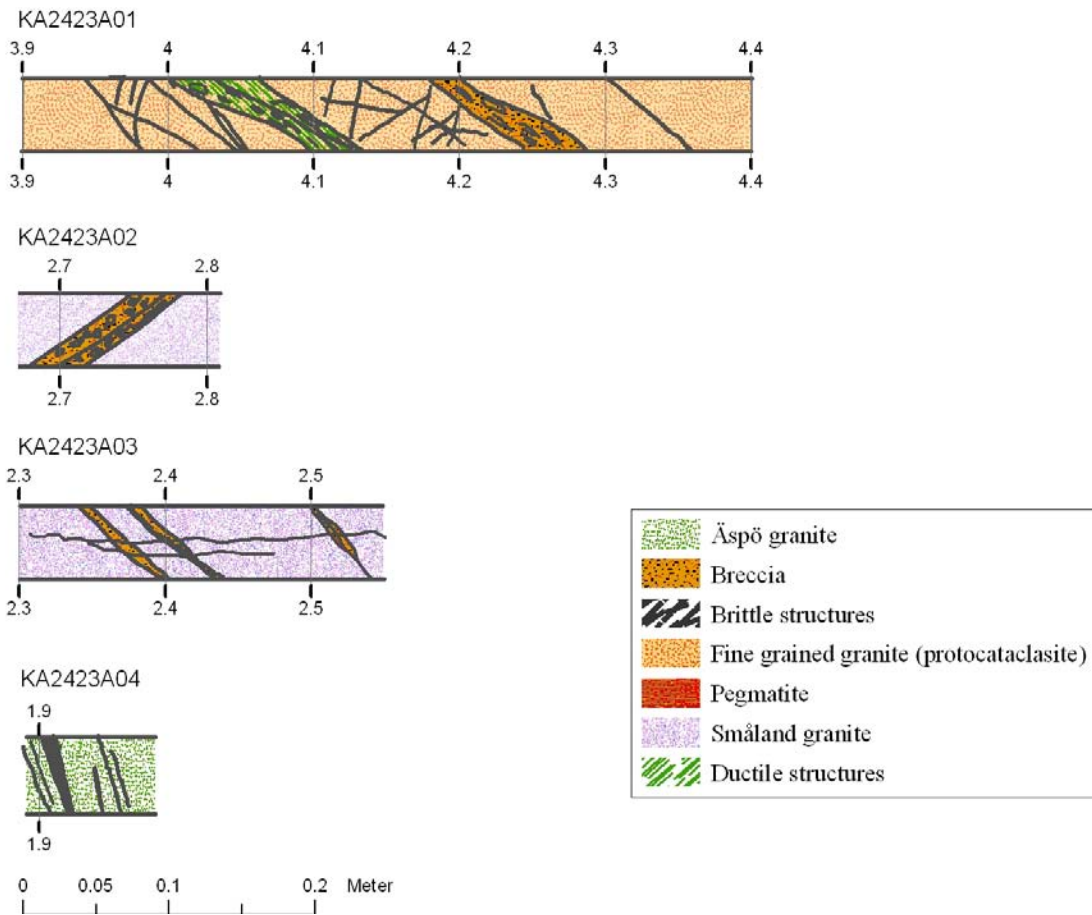 KA2423A01
3.9 4 4.1 4.2 4.3 4.4
3.9 4 4.1 4.2 4.3 4.4
KA2423A02
2.7 2.8
2.7 2.8
KA2423A03
2.3 2.4 2.5
2.3 2.4 2.5
KA2423A04
1.9
1.9
0 0.05 0.1 0.2 Meter
Äspö granite
Breccia
Brittle structures
Fine grained granite (protocataclasite)
Pegmatite
Småland granite
Ductile structures